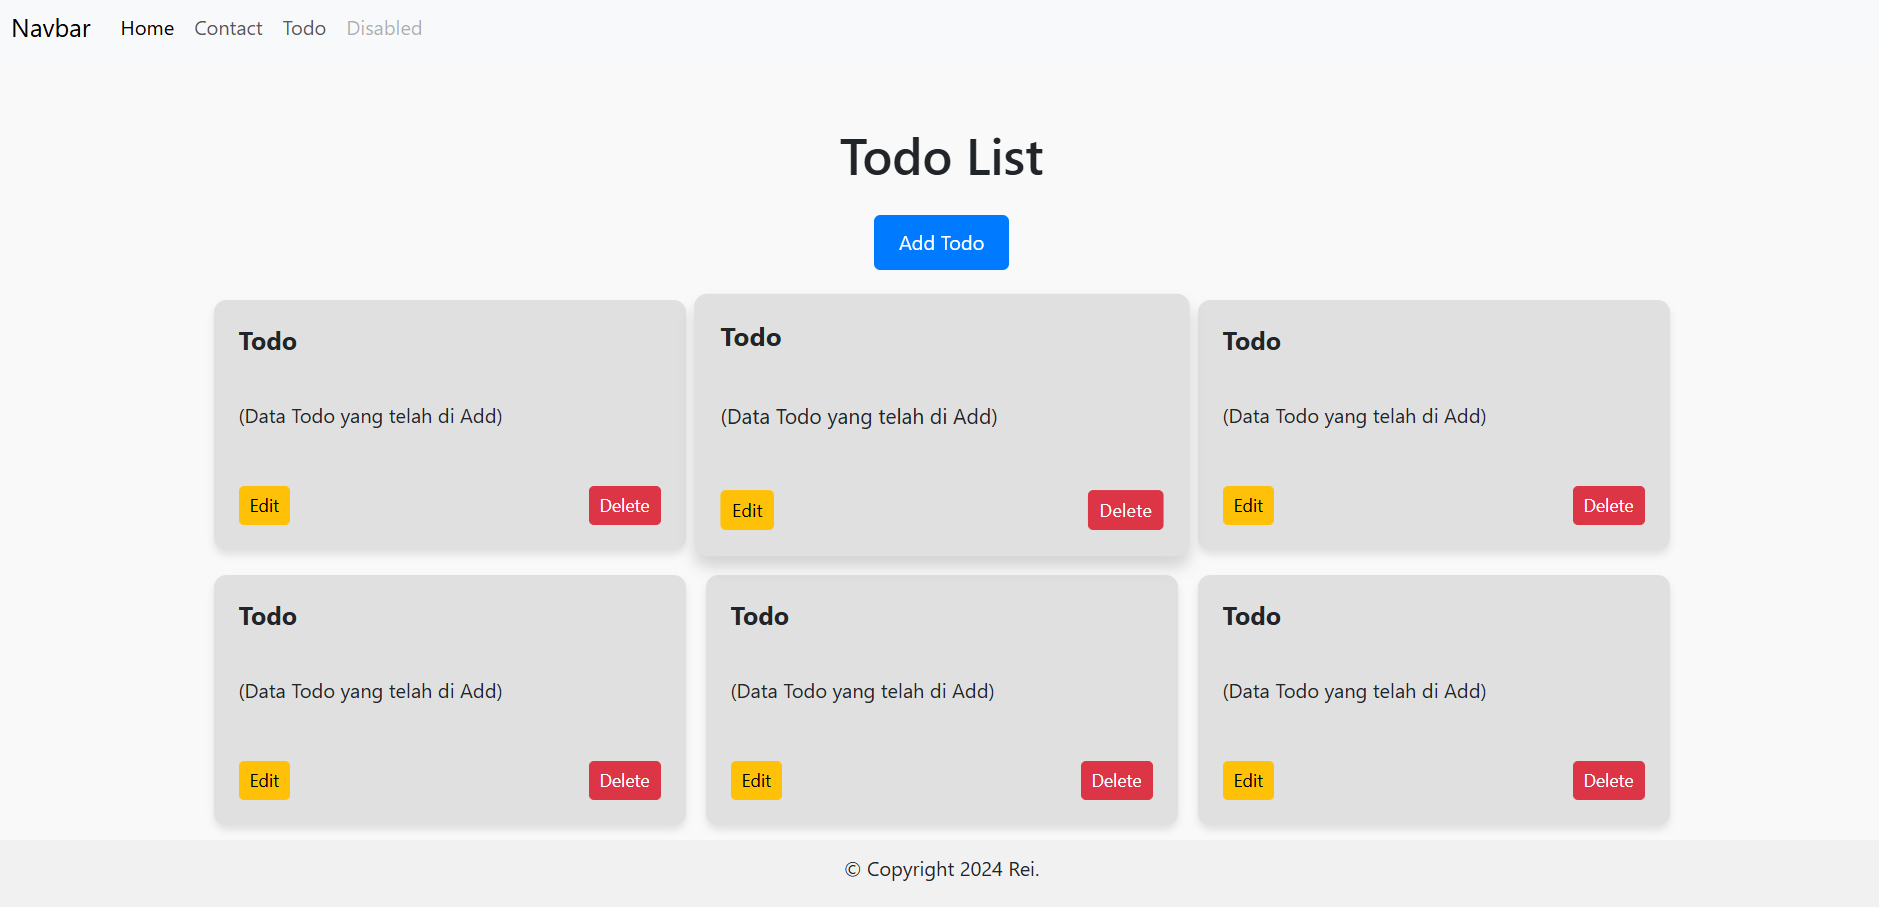 Navbar Home Contact Todo Disabled
Todo List
Add Todo
Todo Todo Todo
(Data Todo yang telah di Add) (Data Todo yang telah di Add) (Data Todo yang telah di Add)
Edit Delete Edit Delete Edit Delete
Todo Todo Todo
(Data Todo yang telah di Add) (Data Todo yang telah di Add) (Data Todo yang telah di Add)
Edit Delete Edit Delete Edit Delete
© Copyright 2024 Rei.